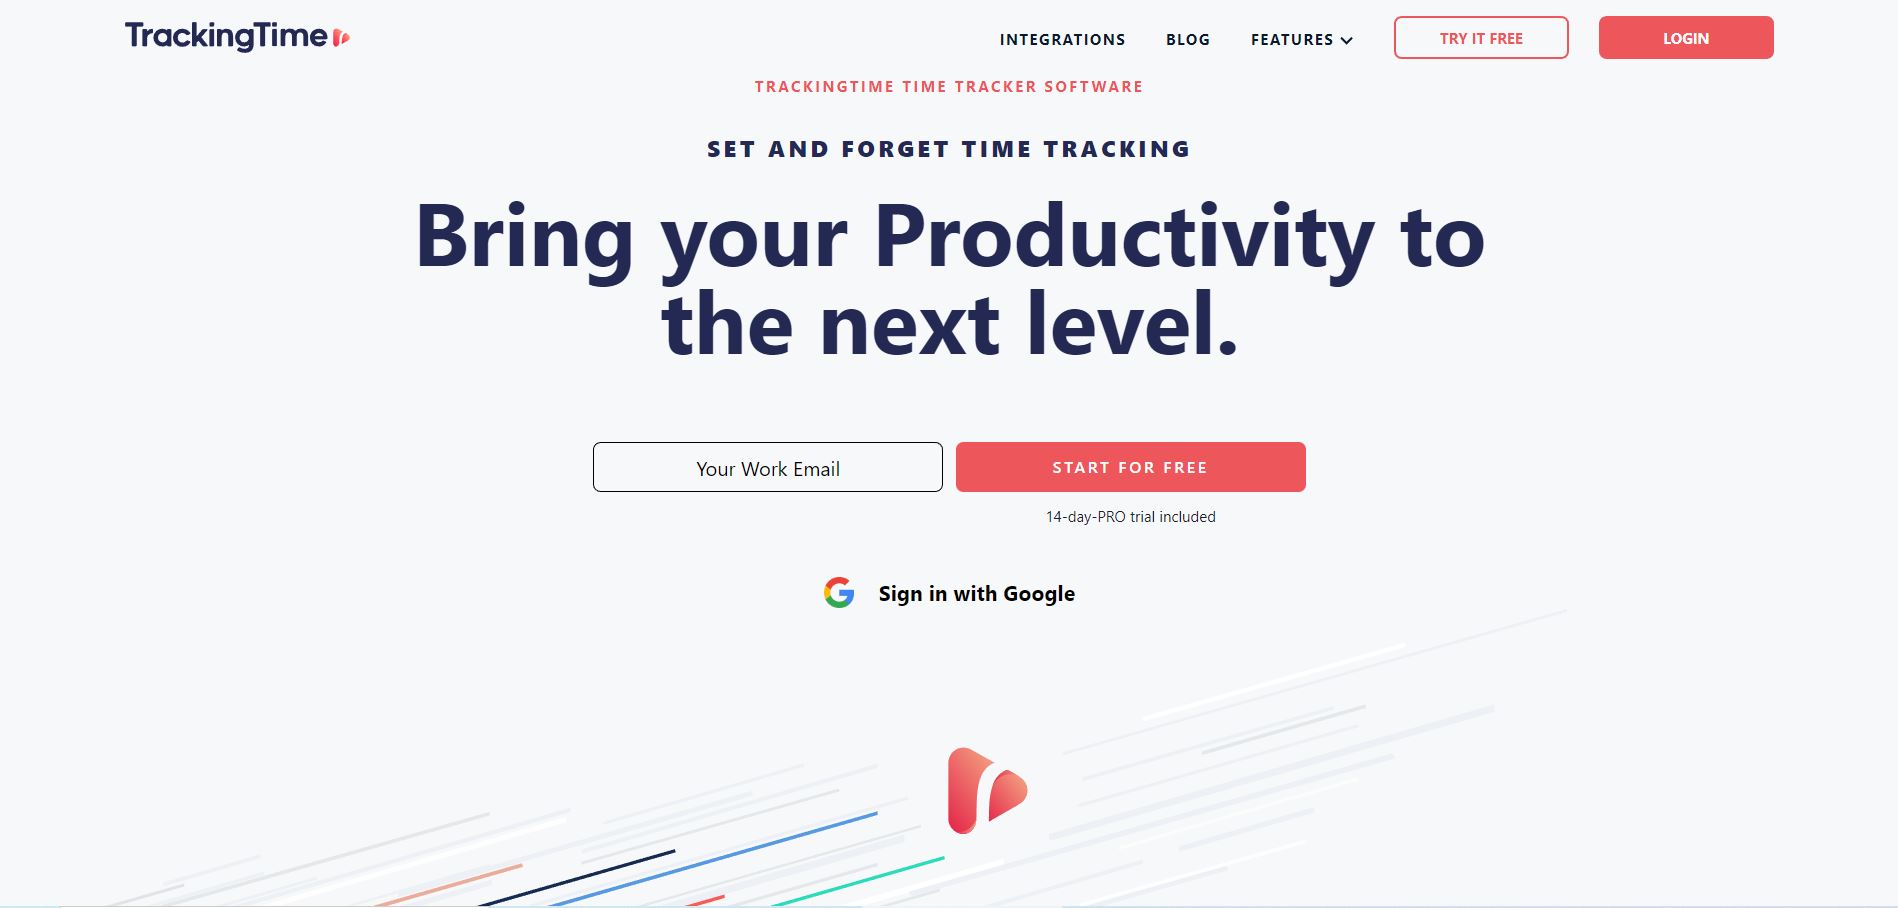 TrackingTime
INTEGRATIONS
BLOG
FEATURES
TRY IT FREE
LOGIN
TRACKINGTIME TIME TRACKER SOFTWARE
SET AND FORGET TIME TRACKING
Bring your Productivity to
the next level.
Your Work Email
START FOR FREE
14-day-PRO trial included
Sign in with Google